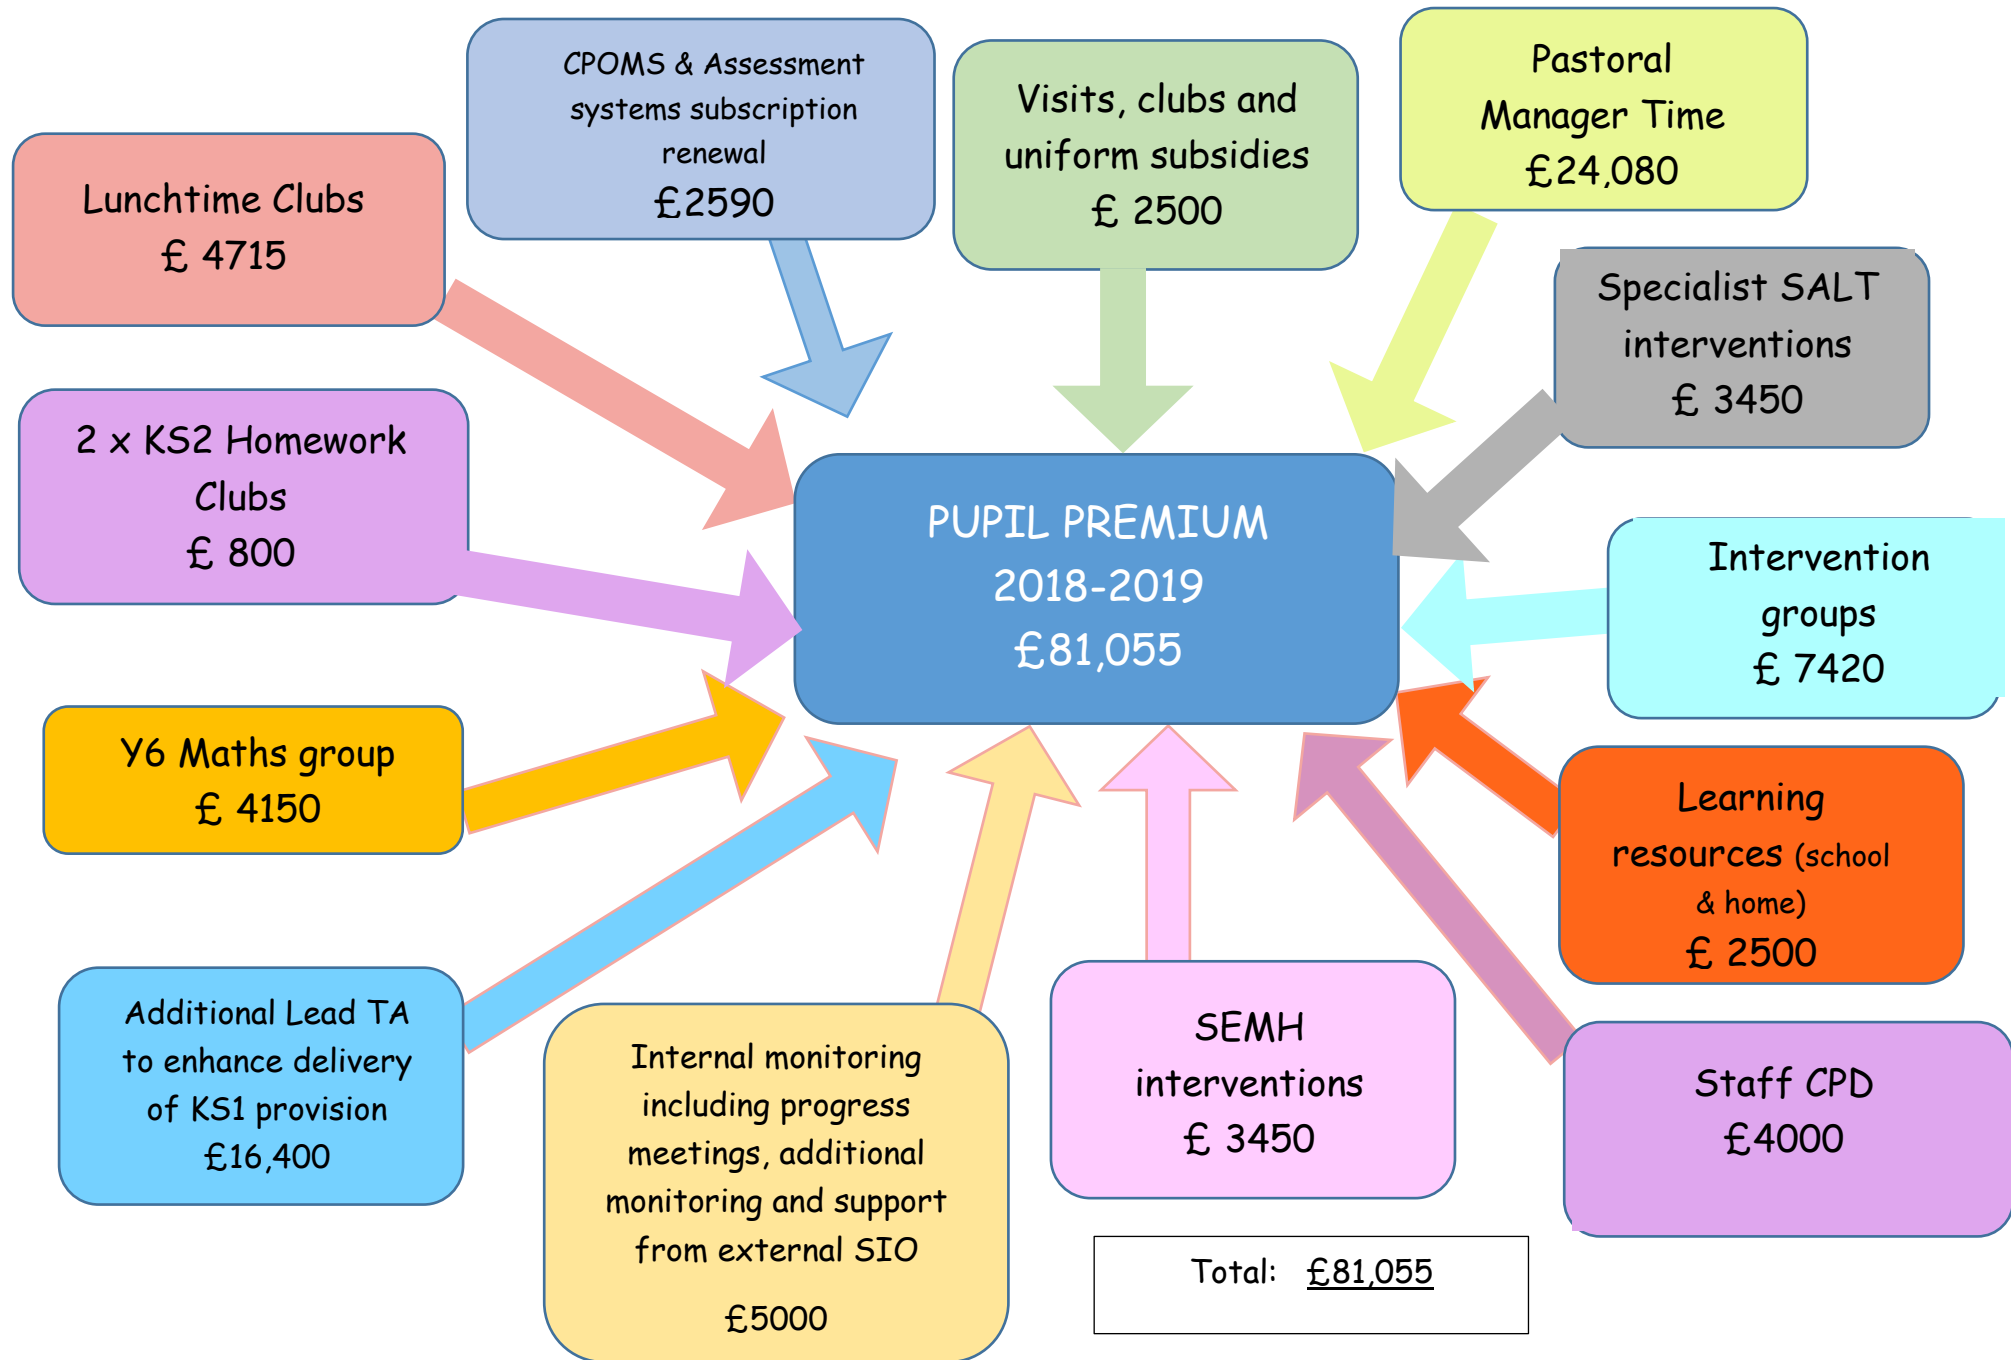 CPOMS & Assessment
systems subscription
renewal
£2590
Visits, clubs and
uniform subsidies
£ 2500
Pastoral
Manager Time
£24,080
Lunchtime Clubs
£ 4715
Specialist SALT
interventions
£ 3450
2 x KS2 Homework
Clubs
£ 800
PUPIL PREMIUM
2018-2019
£81,055
Intervention
groups
£ 7420
Y6 Maths group
£ 4150
Learning
resources (school
& home)
£ 2500
Additional Lead TA
to enhance delivery
of KS1 provision
£16,400
Internal monitoring
including progress
meetings, additional
monitoring and support
from external SIO
£5000
SEMH
interventions
£ 3450
Staff CPD
£4000
Total: £81,055